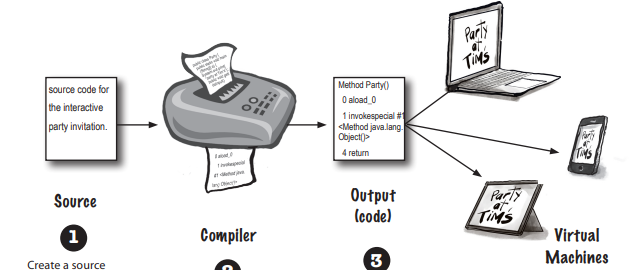 source code for
the interactive
party invitation.
Method Party()
0 aload_0
1 invokespecial #1
<Method java.lang.
Object()>
4 return
0 aload_0
1 invokespecial
#1 <Method java.
lang.Object()>
Party
at
Tim's
Party
at
Tim's
Party
at
Tim's
Source
Compiler
Output
(code)
Virtual
Machines
1
2
3
Create a source